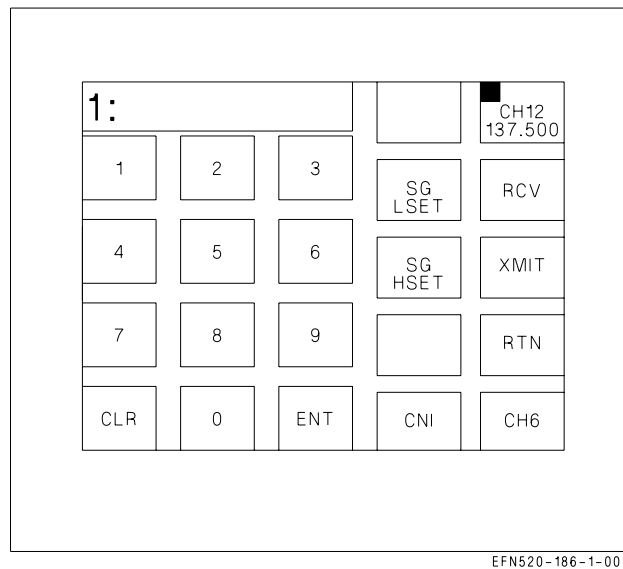 1:
CH12
137.500
1
2
3
SG
LSET
RCV
4
5
6
SG
HSET
XMIT
7
8
9
RTN
CLR
0
ENT
CNI
CH6
EFN520-186-1-00